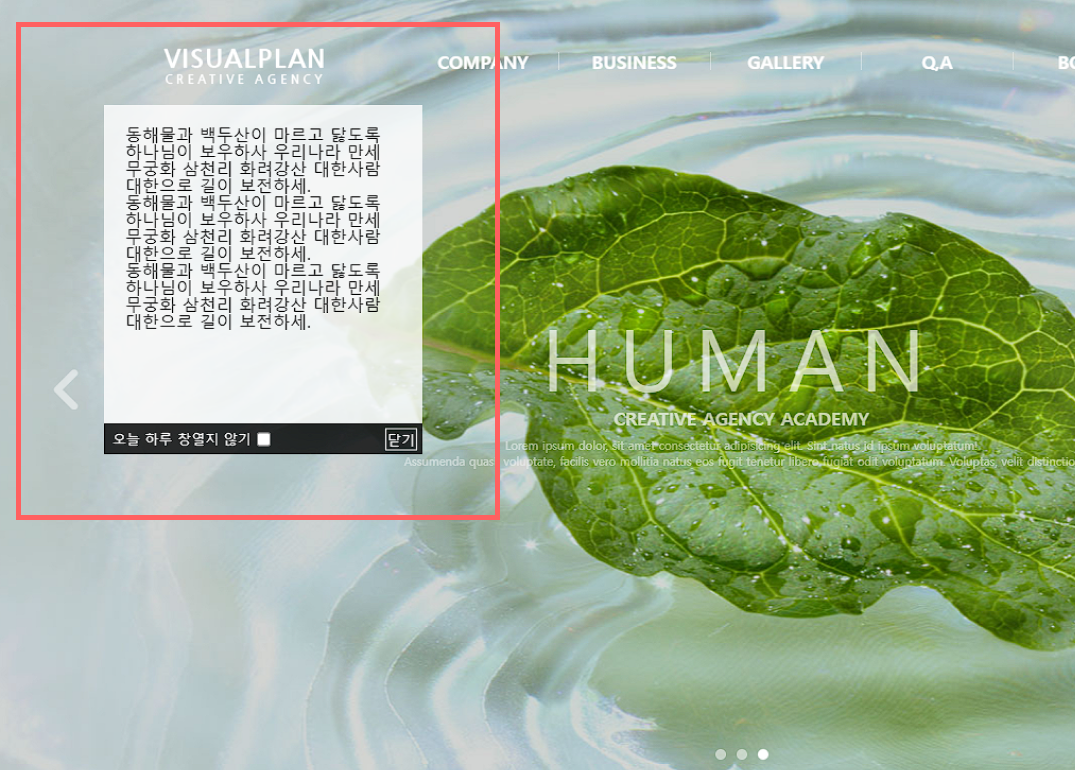 VISUALPLAN
CREATIVE AGENCY
COMPANY
BUSINESS
GALLERY
Q,A
동해물과 백두산이 마르고 닳도록
하나님이 보우하사 우리나라 만세
무궁화 삼천리 화려강산 대한사람
대한으로 길이 보전하세.
동해물과 백두산이 마르고 닳도록
하나님이 보우하사 우리나라 만세
무궁화 삼천리 화려강산 대한사람
대한으로 길이 보전하세.
동해물과 백두산이 마르고 닳도록
하나님이 보우하사 우리나라 만세
무궁화 삼천리 화려강산 대한사람
대한으로 길이 보전하세.
오늘 하루 창열지 않기
닫기
HUMAN
CREATIVE AGENCY ACADEMY
Lorem ipsum dolor, sit amet consectetur adipisicing elit. Sint natus id ipsum voluptatum!
Assumenda quas voluptate, facilis vero mollitia natus eos fugit tenetur libero fugiat odit voluptatum. Voluptas, velit